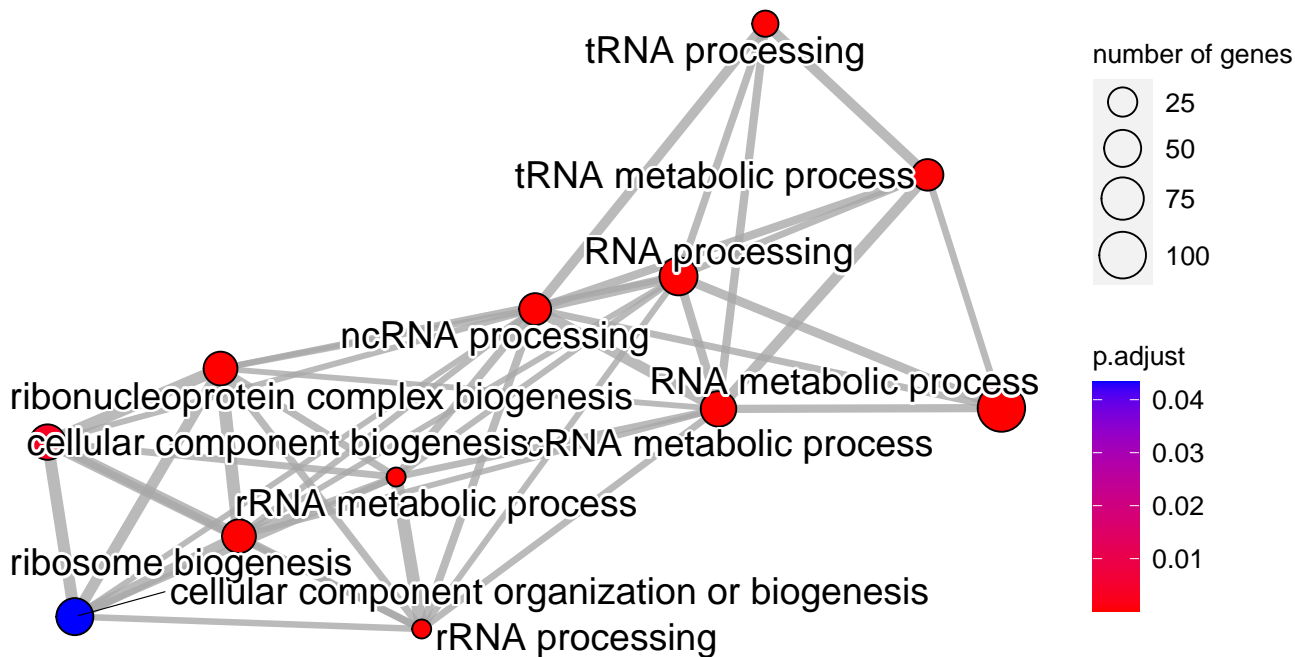 tRNA processing
number of genes
25
50
75
100
tRNA metabolic process
RNA processing
ncRNA processing
p.adjust
0.04
0.03
0.02
0.01
RNA metabolic process
ribonucleoprotein complex biogenesis
cellular component biogenesis
cRNA metabolic process
rRNA metabolic process
ribosome biogenesis
cellular component organization or biogenesis
rRNA processing